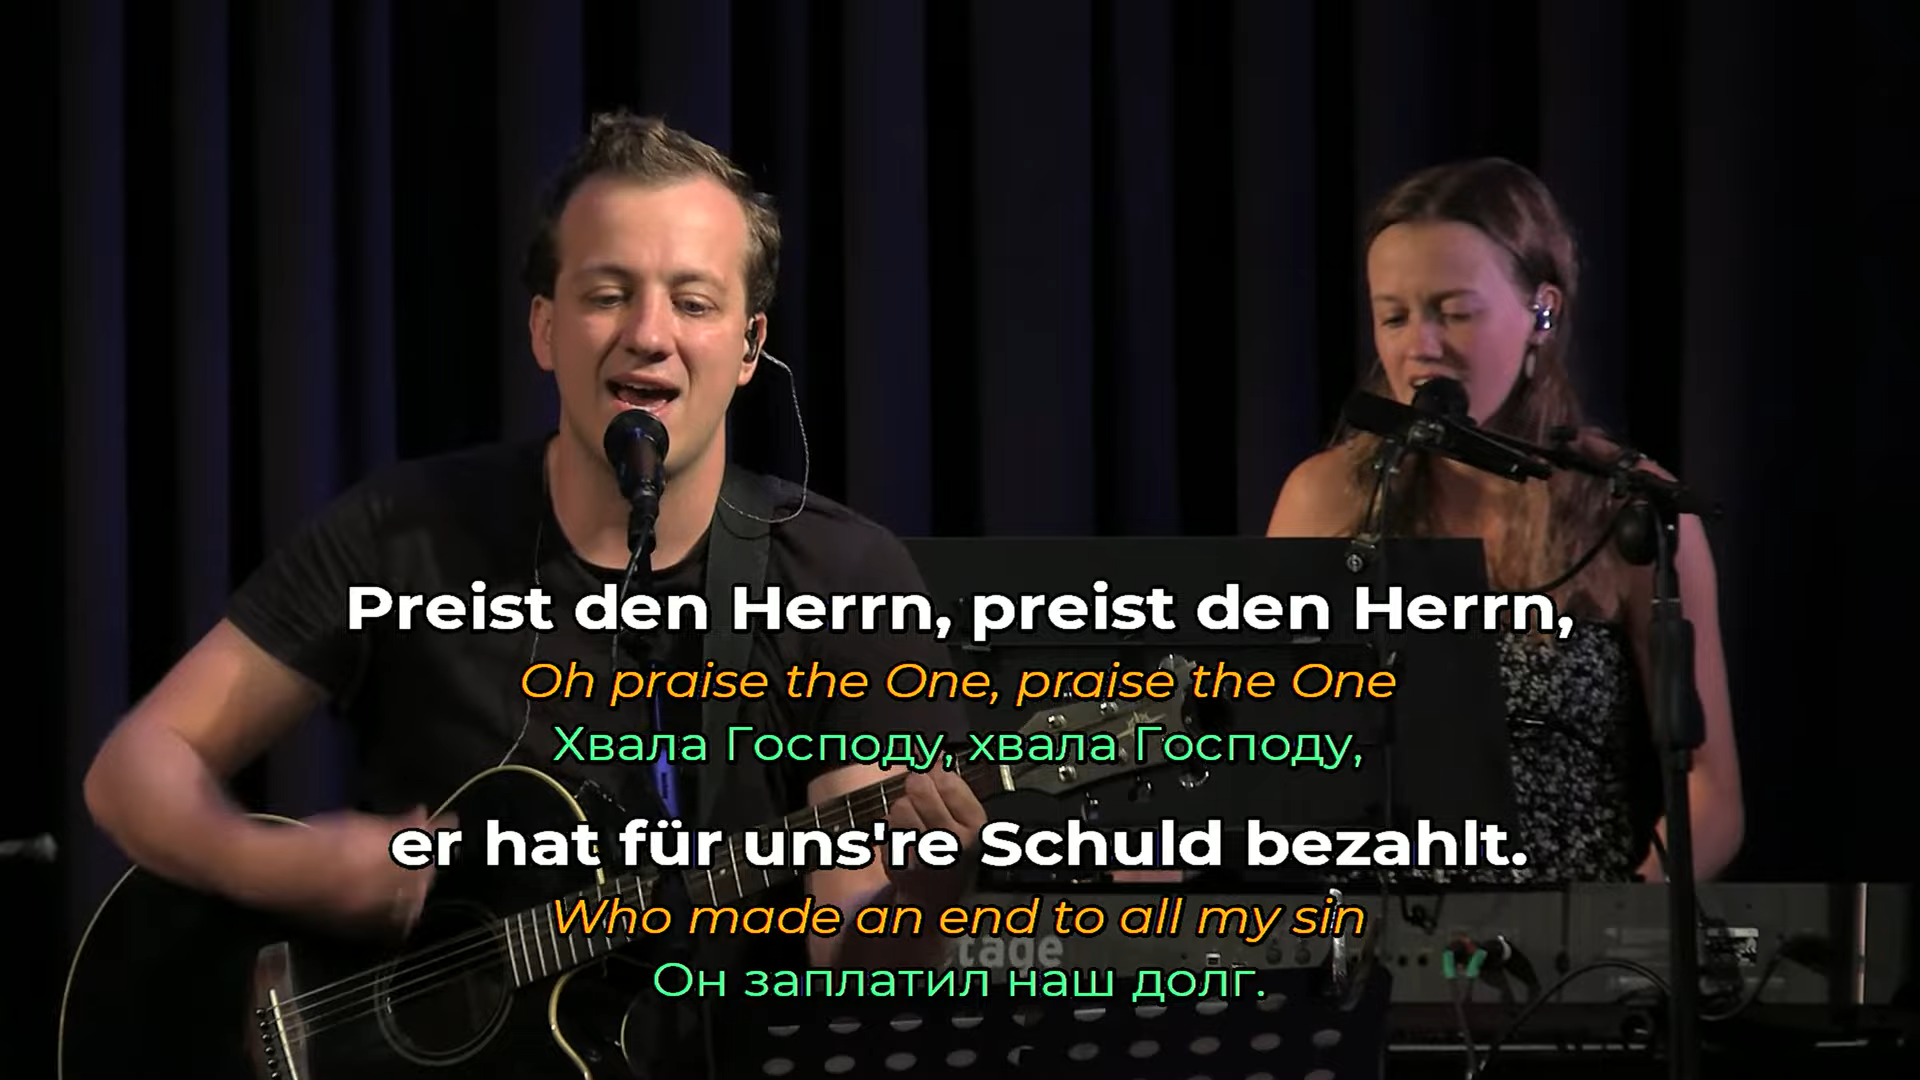 Preist den Herrn, preist den Herrn,
Oh praise the One, praise the One
Хвала Господу, хвала Господу,
er hat für uns're Schuld bezahlt.
Who made an end to all my sin
Он заплатил наш долг.
tage